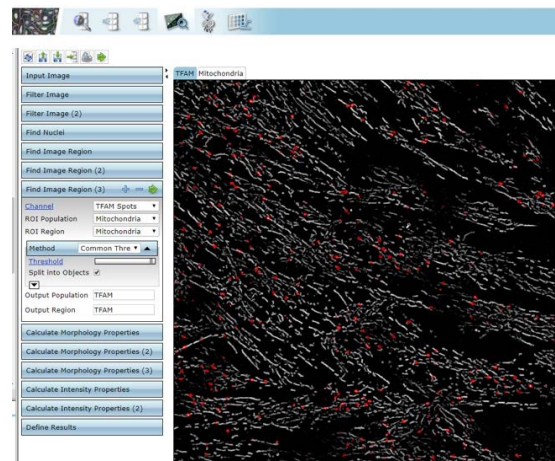 Input Image
TFAM Mitochondria
Filter Image
Filter Image (2)
Find Nuclei
Find Image Region
Find Image Region (2)
Find Image Region (3)
Channel TFAM Spots
ROI Population Mitochondria
ROI Region Mitochondria
Method Common Thre
Threshold
Split into Objects
Output Population TFAM
Output Region TFAM
Calculate Morphology Properties
Calculate Morphology Properties (2)
Calculate Morphology Properties (3)
Calculate Intensity Properties
Calculate Intensity Properties (2)
Define Results